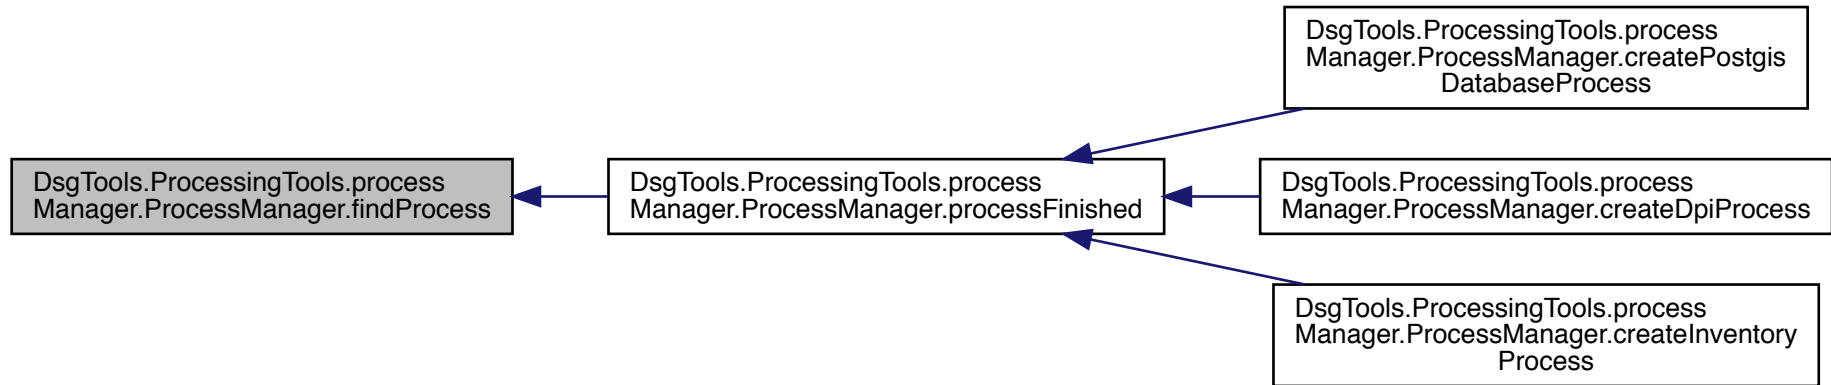 DsgTools.ProcessingTools.process
Manager.ProcessManager.findProcess
DsgTools.ProcessingTools.process
Manager.ProcessManager.processFinished
DsgTools.ProcessingTools.process
Manager.ProcessManager.createPostgis
DatabaseProcess
DsgTools.ProcessingTools.process
Manager.ProcessManager.createDpiProcess
DsgTools.ProcessingTools.process
Manager.ProcessManager.createInventory
Process